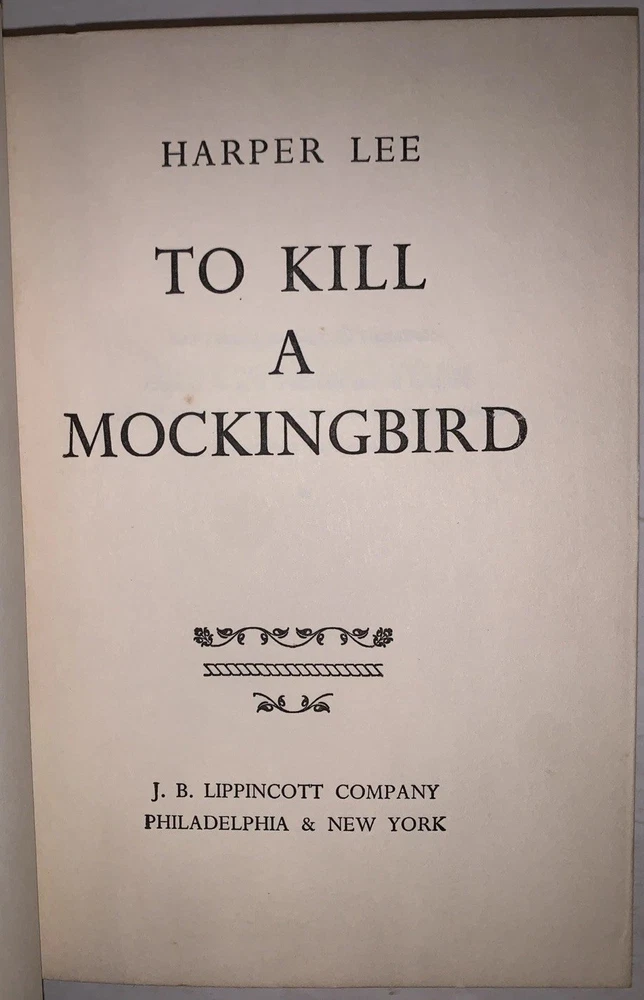 HARPER LEE
TO KILL
A
MOCKINGBIRD
J. B. LIPPINCOTT COMPANY
PHILADELPHIA & NEW YORK